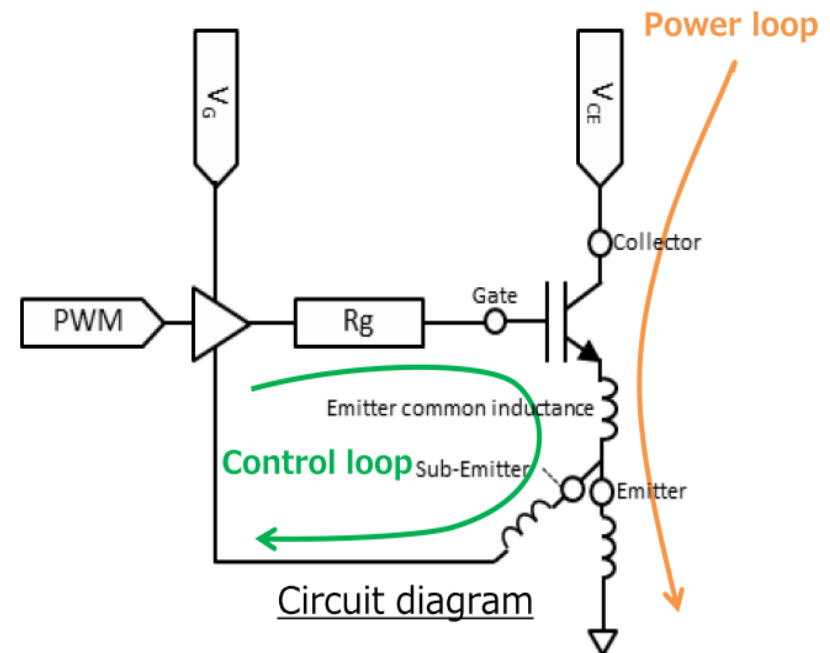 Power loop
VG
VCE
Collector
Gate
PWM
Rg
Emitter common inductance
Control loop
Sub-Emitter
Emitter
Circuit diagram